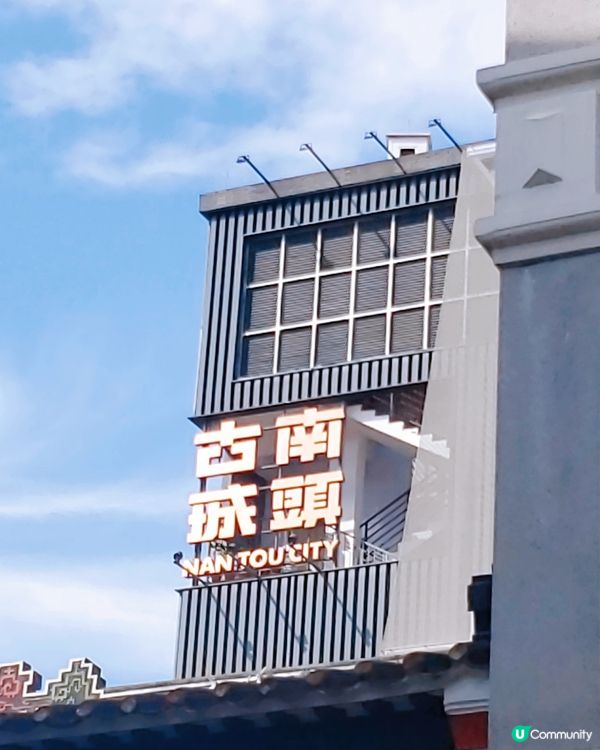 南頭
古城
NAN TOU CITY
U Community